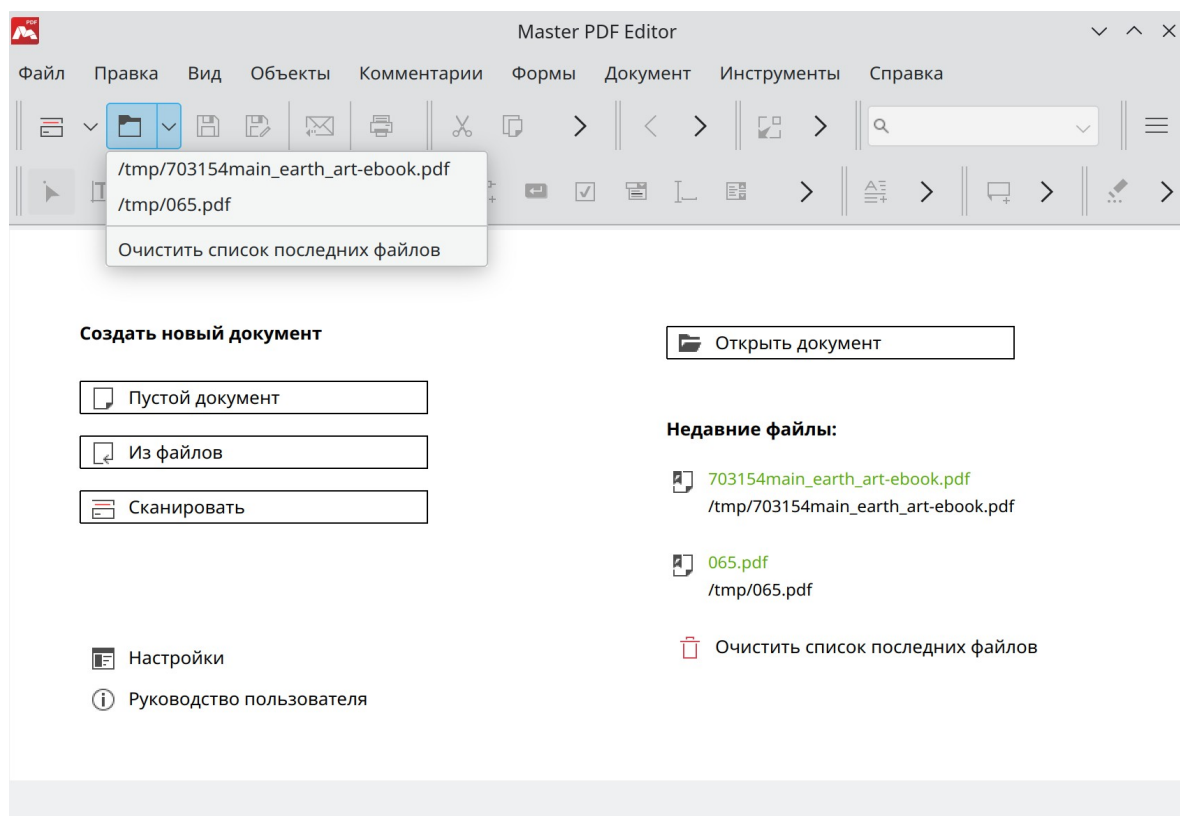 PDF
Master PDF Editor
Файл Правка Вид Объекты Комментарии Формы Документ Инструменты Справка
/tmp/703154main_earth_art-ebook.pdf
/tmp/065.pdf
Очистить список последних файлов
Создать новый документ
Пустой документ
Из файлов
Сканировать
Настройки
Руководство пользователя
Открыть документ
Недавние файлы:
703154main_earth_art-ebook.pdf
/tmp/703154main_earth_art-ebook.pdf
065.pdf
/tmp/065.pdf
Очистить список последних файлов